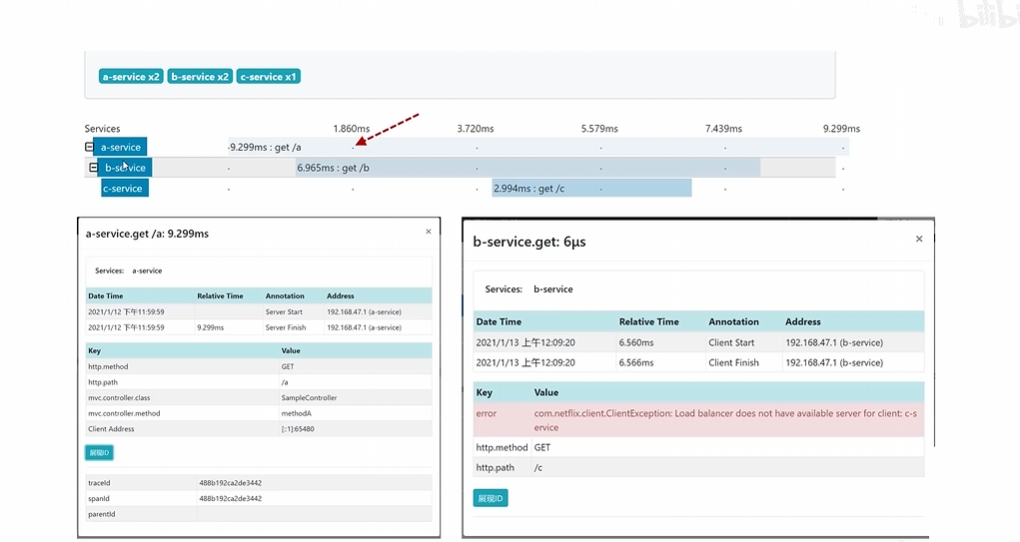 bilibili
a-service x2 b-service x2 c-service x1
Services 1.860ms 3.720ms 5.579ms 7.439ms 9.299ms
a-service 9.299ms : get /a
b-service 6.965ms : get /b
c-service 2.994ms : get /c
a-service.get /a: 9.299ms ×
Services: a-service
Date Time Relative Time Annotation Address
2021/1/12 下午11:59:59 Server Start 192.168.47.1 (a-service)
2021/1/12 下午11:59:59 9.299ms Server Finish 192.168.47.1 (a-service)
Key Value
http.method GET
http.path /a
mvc.controller.class SampleController
mvc.controller.method methodA
Client Address [::1]:65480
展现ID
traceId 488b192ca2de3442
spanId 488b192ca2de3442
parentId
b-service.get: 6μs ×
Services: b-service
Date Time Relative Time Annotation Address
2021/1/13 上午12:09:20 6.560ms Client Start 192.168.47.1 (b-service)
2021/1/13 上午12:09:20 6.566ms Client Finish 192.168.47.1 (b-service)
Key Value
error com.netflix.client.ClientException: Load balancer does not have available server for client: c-s
ervice
http.method GET
http.path /c
展现ID